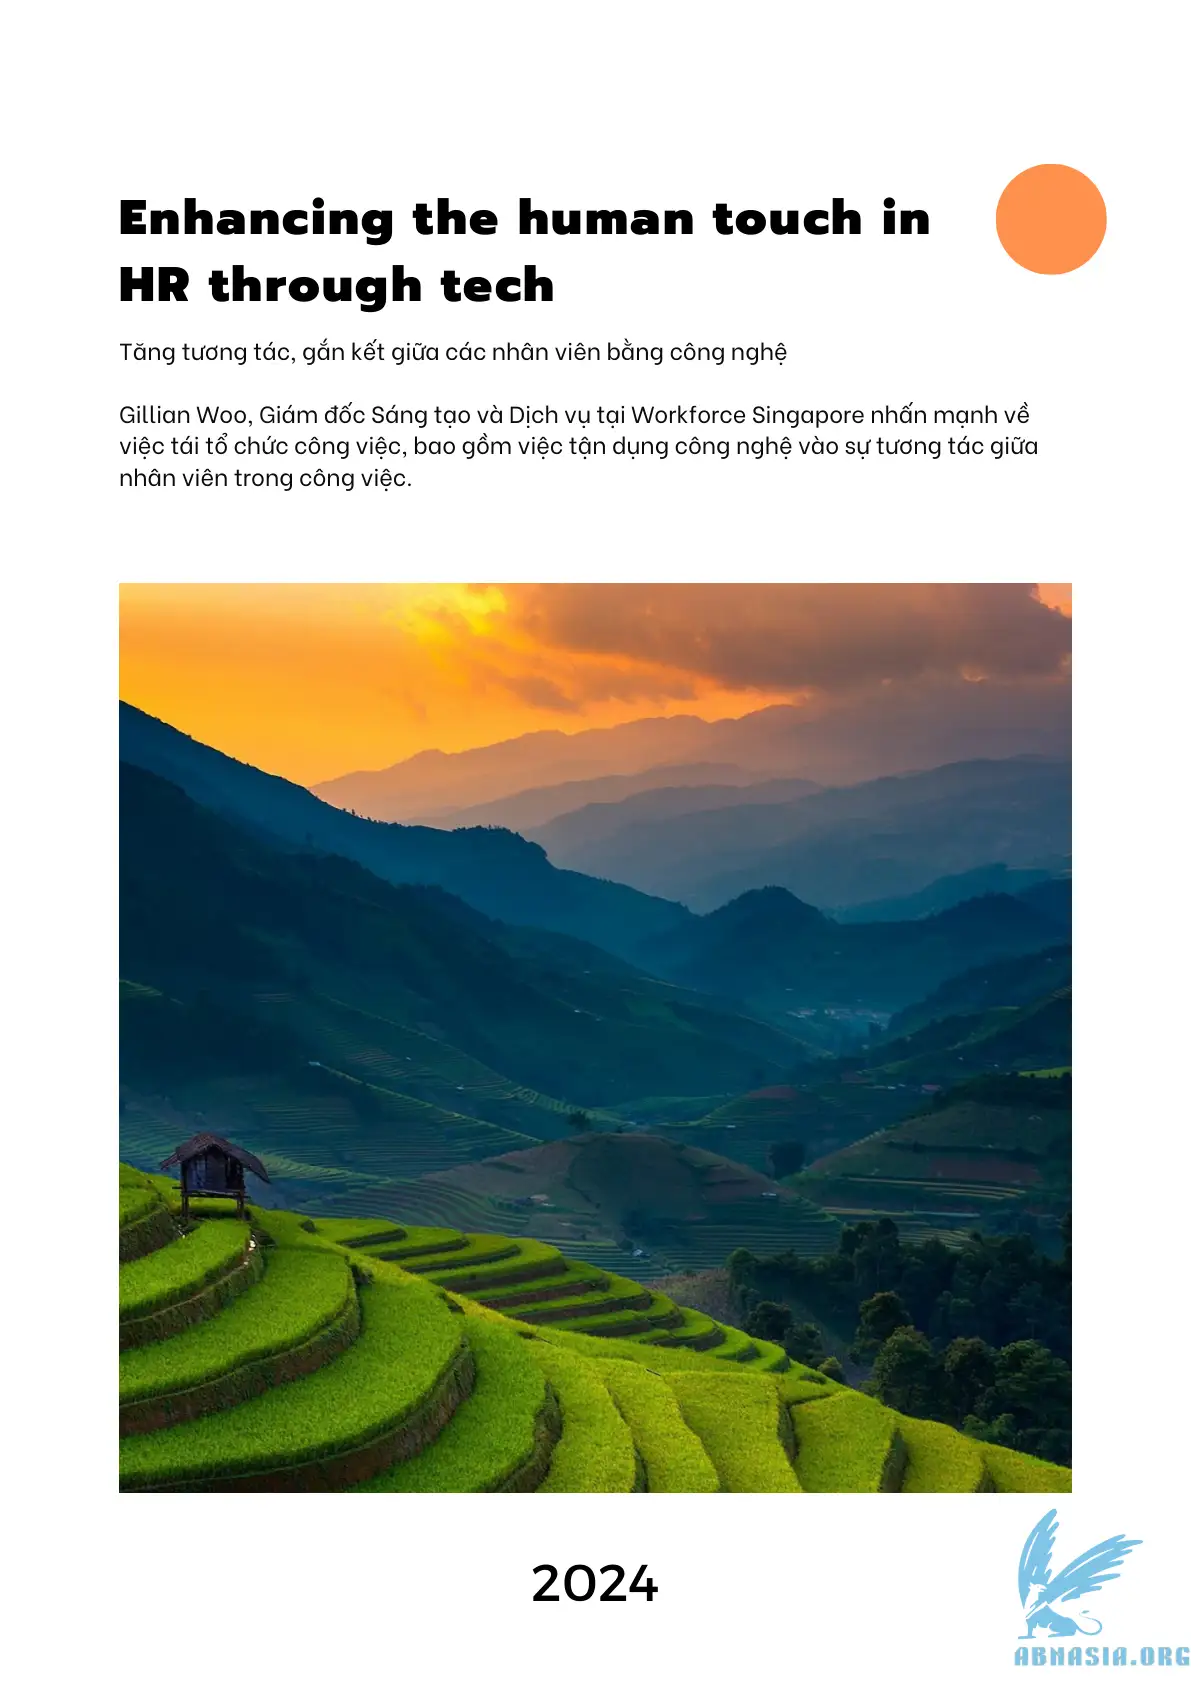 Enhancing the human touch in
HR through tech
Tăng tương tác, gắn kết giữa các nhân viên bằng công nghệ
Gillian Woo, Giám đốc Sáng tạo và Dịch vụ tại Workforce Singapore nhấn mạnh về
việc tái tổ chức công việc, bao gồm việc tận dụng công nghệ vào sự tương tác giữa
nhân viên trong công việc.
2024
ABNASIA.ORG